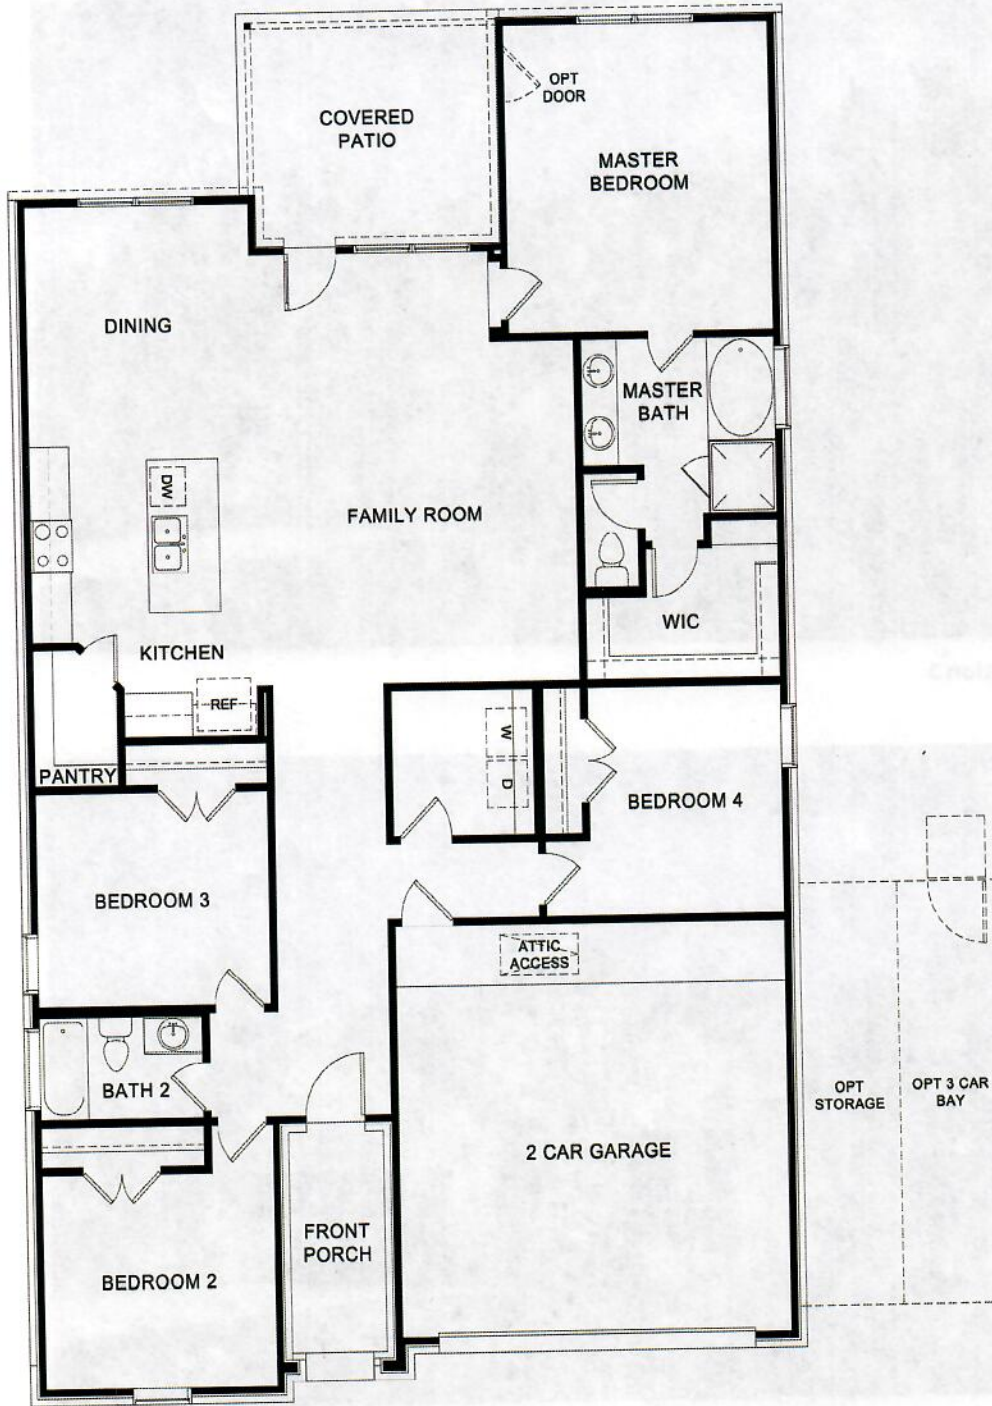 COVERED
PATIO
OPT
DOOR
MASTER
BEDROOM
DINING
MASTER
BATH
DW
FAMILY ROOM
WIC
KITCHEN
REF
W
D
PANTRY
BEDROOM 4
BEDROOM 3
ATTIC
ACCESS
BATH 2
OPT
STORAGE
OPT 3 CAR
BAY
2 CAR GARAGE
FRONT
PORCH
BEDROOM 2